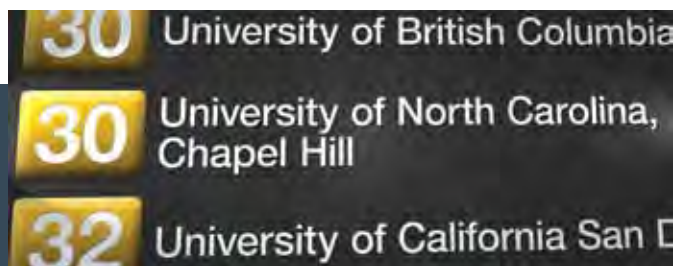 30 University of British Columbia
30 University of North Carolina,
Chapel Hill
32 University of California San